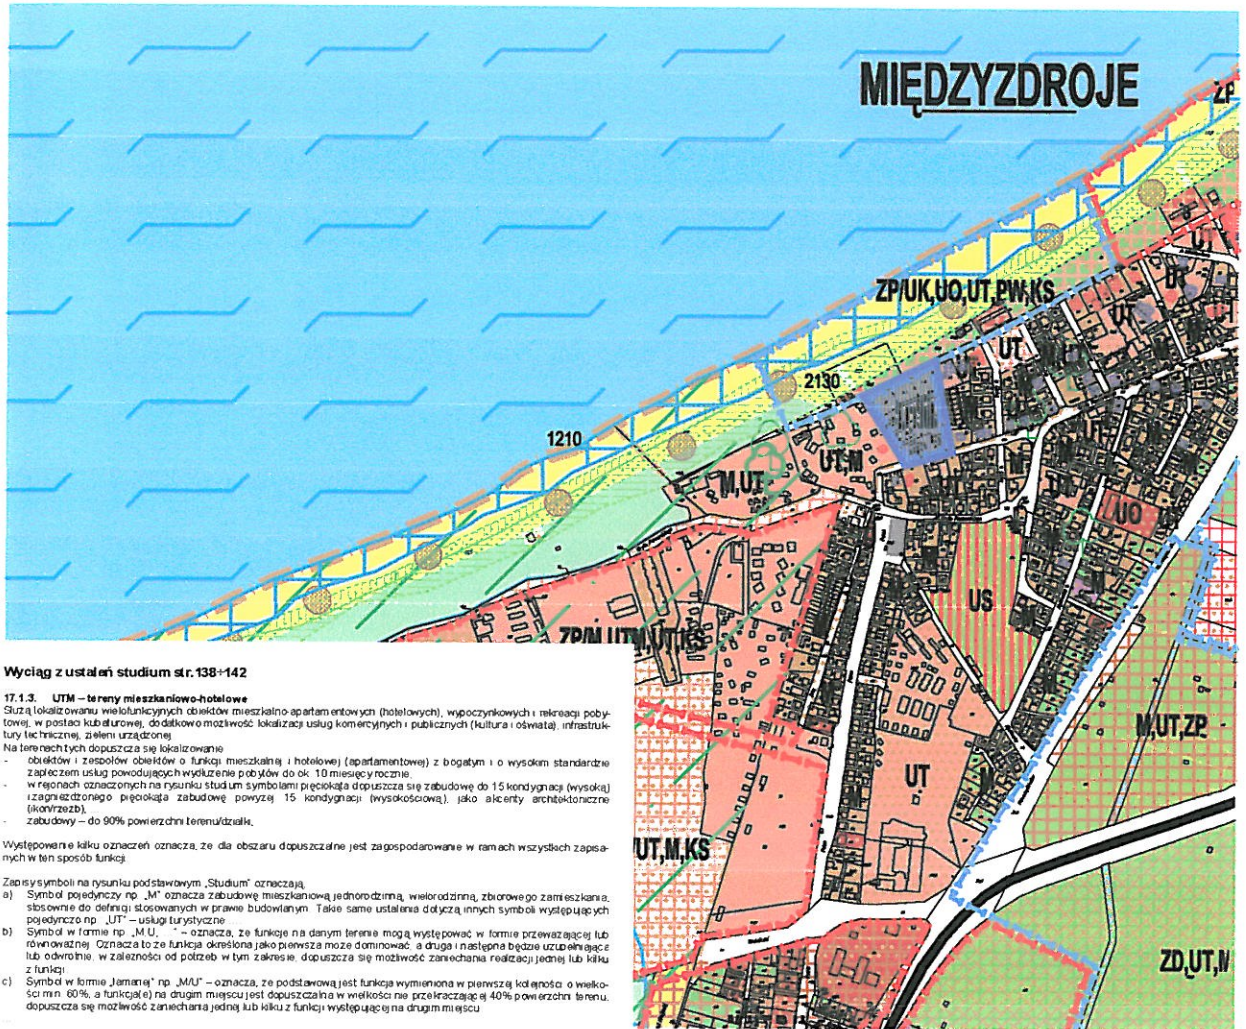 MIĘDZYZDROJE
ZP
UT
ZP/UK,UO,UT,PW,KS
UT
UT
UT
2130
1210
UT,M
M,UT
M
UO
US
ZP/M,UTM,UT,KS
M,UT,ZP
UT
M
/UT,M,KS
ZD,UT,M
Wyciąg z ustaleń studium str.138÷142
17.1.3. UTM – tereny mieszkaniowo-hotelowe
Służą lokalizowaniu wielofunkcyjnych obiektów mieszkalno-apartamentowych (hotelowych), wypoczynkowych i rekreacji poby-
towej, w postaci kubaturowej, dodatkowo możliwość lokalizacji usług komercyjnych i publicznych (kultura i oświata), infrastruk-
tury technicznej, zieleni urządzonej
Na terenach tych dopuszcza się lokalizowanie
- obiektów i zespołów obiektów o funkcji mieszkalnej i hotelowej (apartamentowej) z bogatym i o wysokim standardzie
zapleczem usług powodujących wydłużenie pobytów do ok. 10 miesięcy rocznie,
- w rejonach oznaczonych na rysunku studium symbolami pięciokąta dopuszcza się zabudowę do 15 kondygnacji (wysoką)
i zagnieżdżonego pięciokąta zabudowę powyżej 15 kondygnacji (wysokościową), jako akcenty architektoniczne
(ikon/rzeźb),
- zabudowy – do 90% powierzchni terenu/działki.
Występowanie kilku oznaczeń oznacza, że dla obszaru dopuszczalne jest zagospodarowanie w ramach wszystkich zapisa-
nych w ten sposób funkcji
Zapisy symboli na rysunku podstawowym „Studium" oznaczają,
a) Symbol pojedynczy np „M" oznacza zabudowę mieszkaniową jednorodzinną, wielorodzinną, zbiorowego zamieszkania,
stosownie do definicji stosowanych w prawie budowlanym. Takie same ustalenia dotyczą innych symboli występujących
pojedynczo np. „UT" – usługi turystyczne
b) Symbol w formie np „M,U, " – oznacza, że funkcje na danym terenie mogą występować w formie przeważającej lub
równoważnej. Oznacza to że funkcja określona jako pierwsza może dominować, a druga i następna będzie uzupełniająca
lub odwrotnie, w zależności od potrzeb w tym zakresie, dopuszcza się możliwość zaniechania realizacji jednej lub kilku
z funkcji
c) Symbol w formie „łamanej" np „M/U" – oznacza, że podstawową jest funkcja wymieniona w pierwszej kolejności o wielko-
ści min. 60%, a funkcja(e) na drugim miejscu jest dopuszczalna w wielkości nie przekraczającej 40% powierzchni terenu,
dopuszcza się możliwość zaniechania jednej lub kilku z funkcji występującej na drugim miejscu